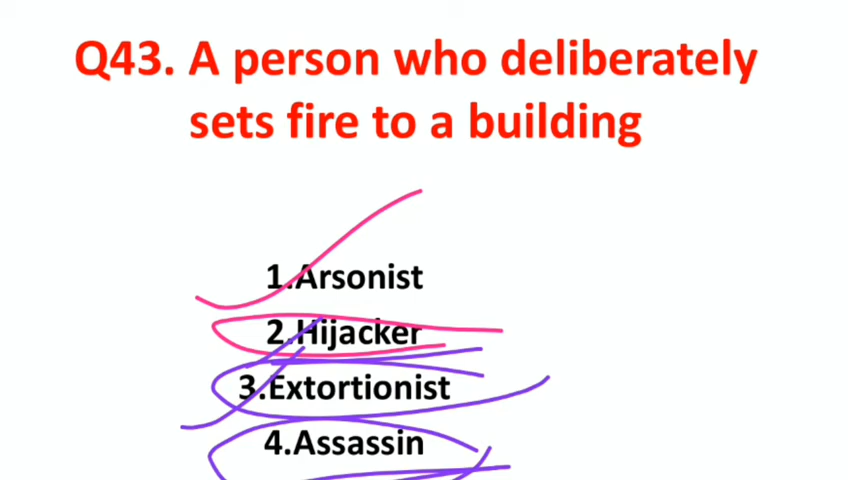 Q43. A person who deliberately
sets fire to a building
1.Arsonist
2.Hijacker
3.Extortionist
4.Assassin